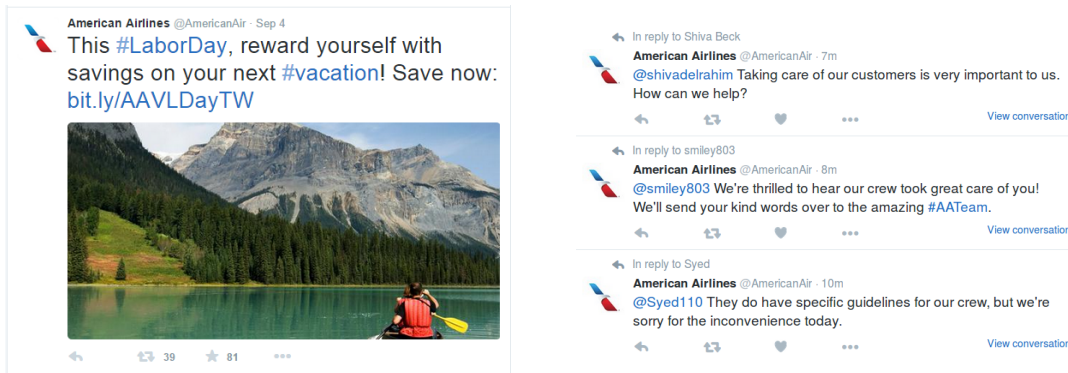 American Airlines @AmericanAir · Sep 4
This #LaborDay, reward yourself with
savings on your next #vacation! Save now:
bit.ly/AAVLDayTW
39 81
In reply to Shiva Beck
American Airlines @AmericanAir · 7m
@shivadelrahim Taking care of our customers is very important to us.
How can we help?
View conversation
In reply to smiley803
American Airlines @AmericanAir · 8m
@smiley803 We're thrilled to hear our crew took great care of you!
We'll send your kind words over to the amazing #AATeam.
View conversation
In reply to Syed
American Airlines @AmericanAir · 10m
@Syed110 They do have specific guidelines for our crew, but we're
sorry for the inconvenience today.
View conversation